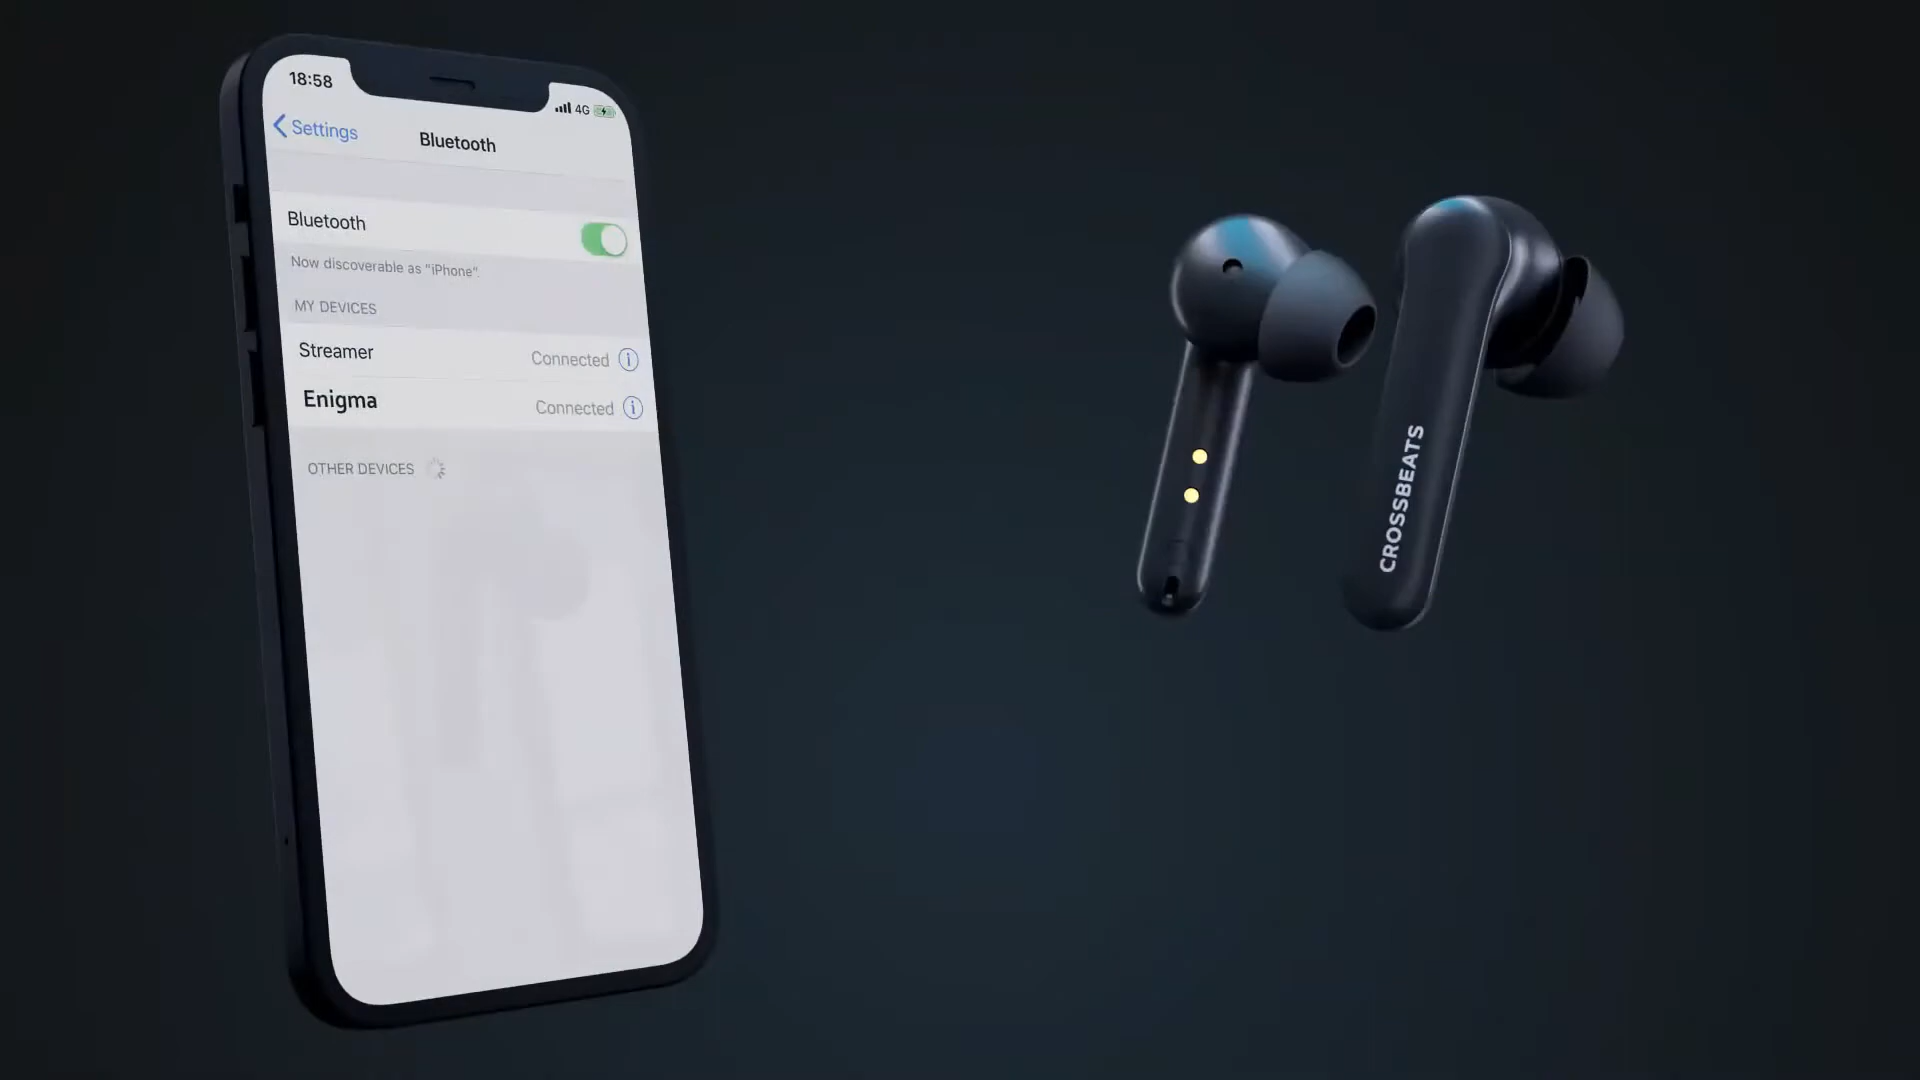 18:58
4G
Settings
Bluetooth
Bluetooth
Now discoverable as "iPhone".
MY DEVICES
Streamer Connected i
Enigma Connected i
OTHER DEVICES
CROSSBEATS